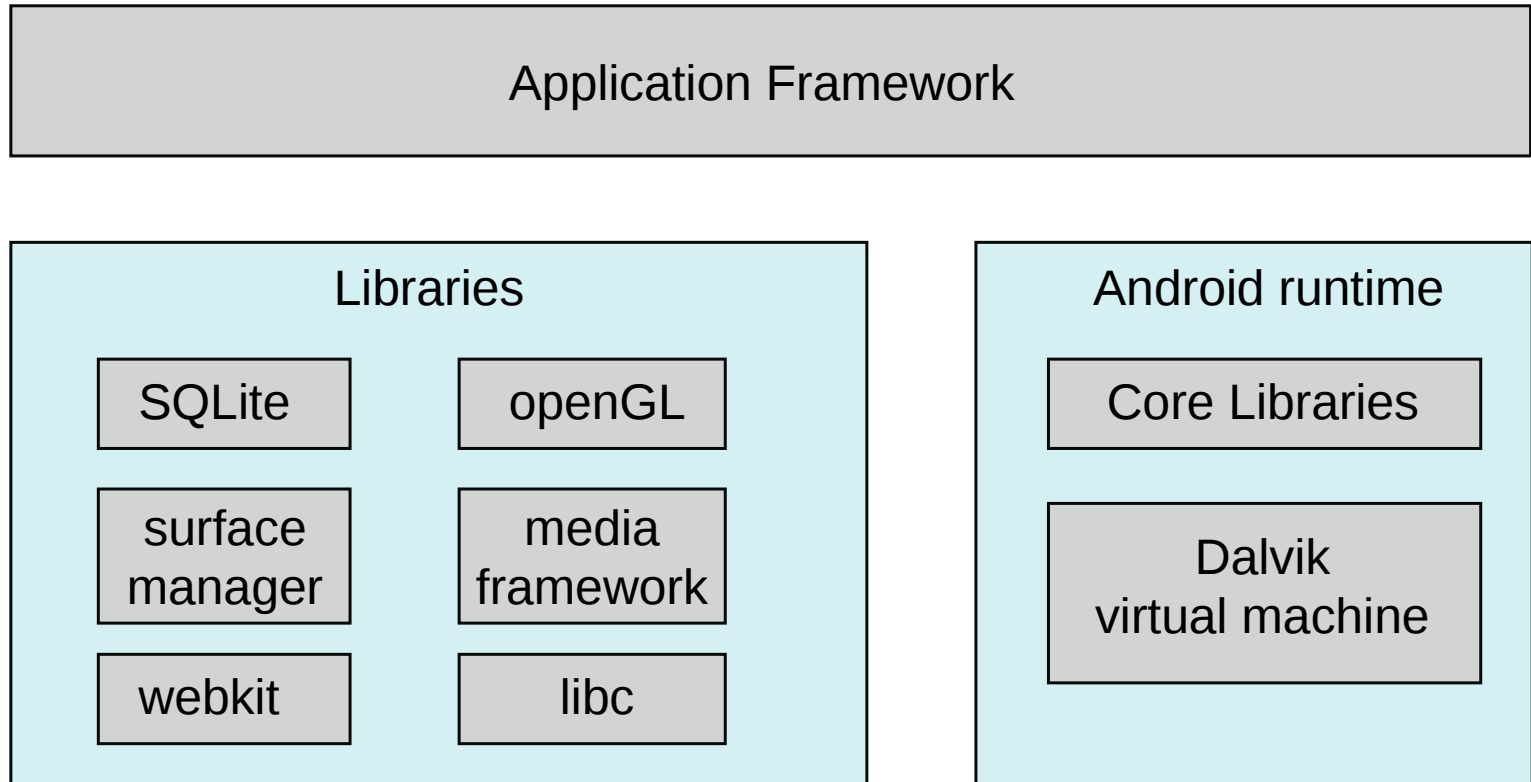 Application Framework
Libraries
SQLite
openGL
surface
manager
media
framework
webkit
libc
Android runtime
Core Libraries
Dalvik
virtual machine